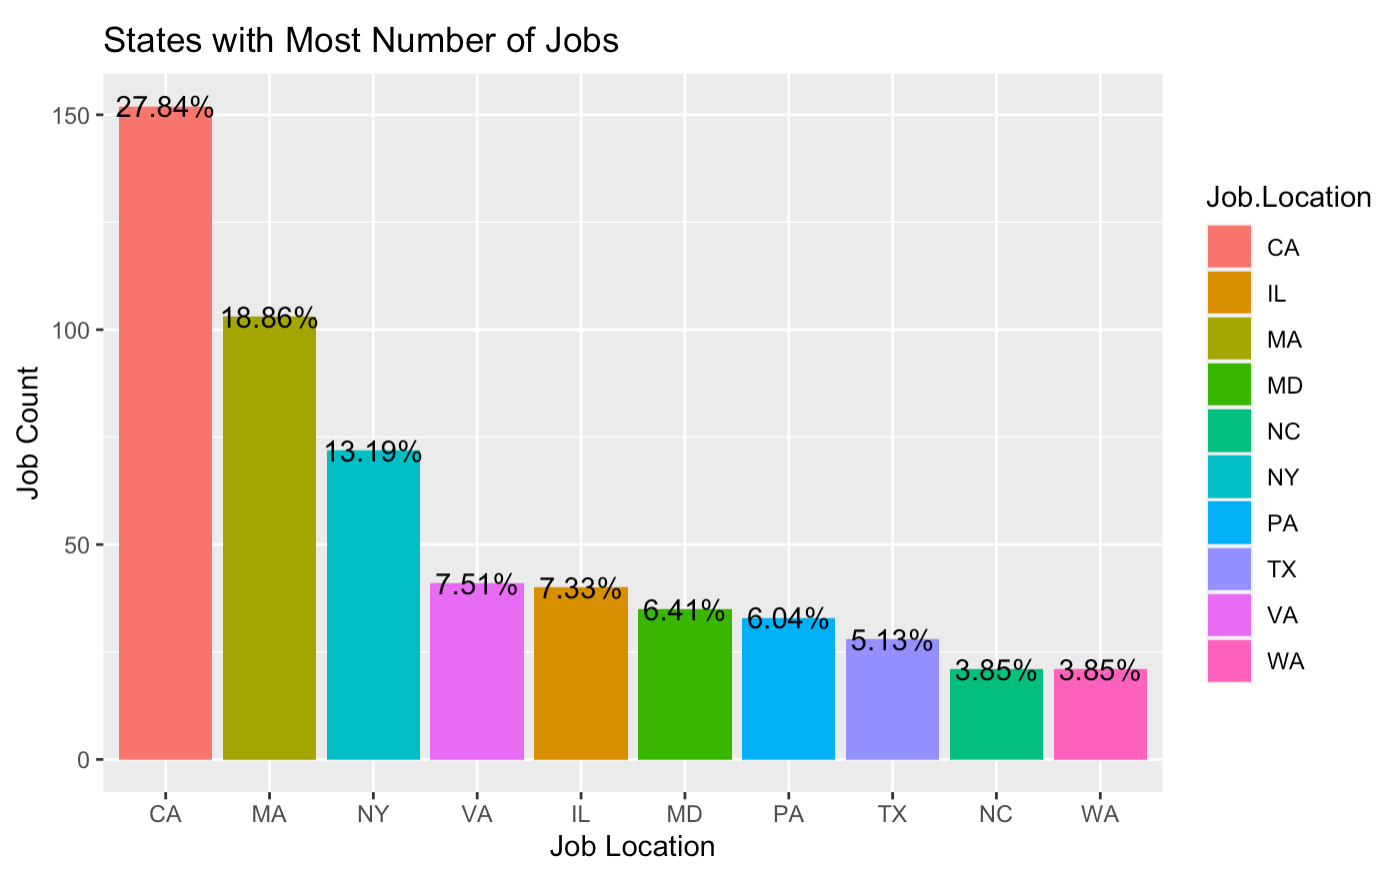 States with Most Number of Jobs
Job Count
150
100
50
0
27.84%
18.86%
13.19%
7.51%
7.33%
6.41%
6.04%
5.13%
3.85%
3.85%
CA
MA
NY
VA
IL
MD
PA
TX
NC
WA
Job Location
Job.Location
CA
IL
MA
MD
NC
NY
PA
TX
VA
WA